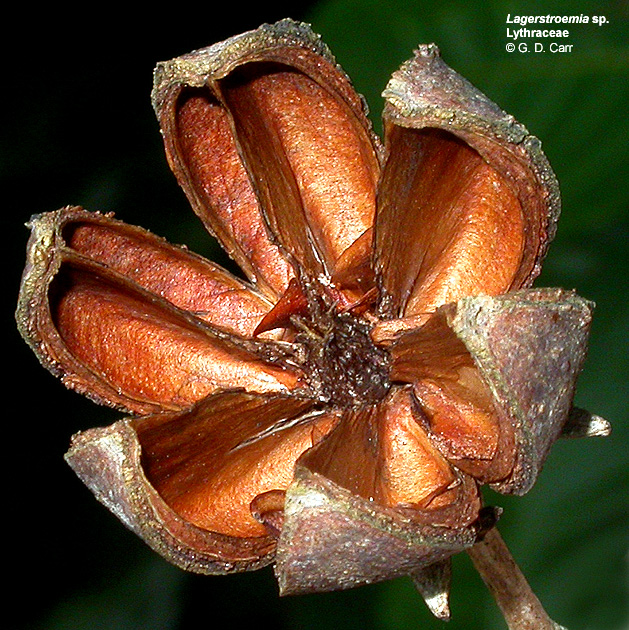 Lagerstroemia sp.
Lythraceae
© G. D. Carr